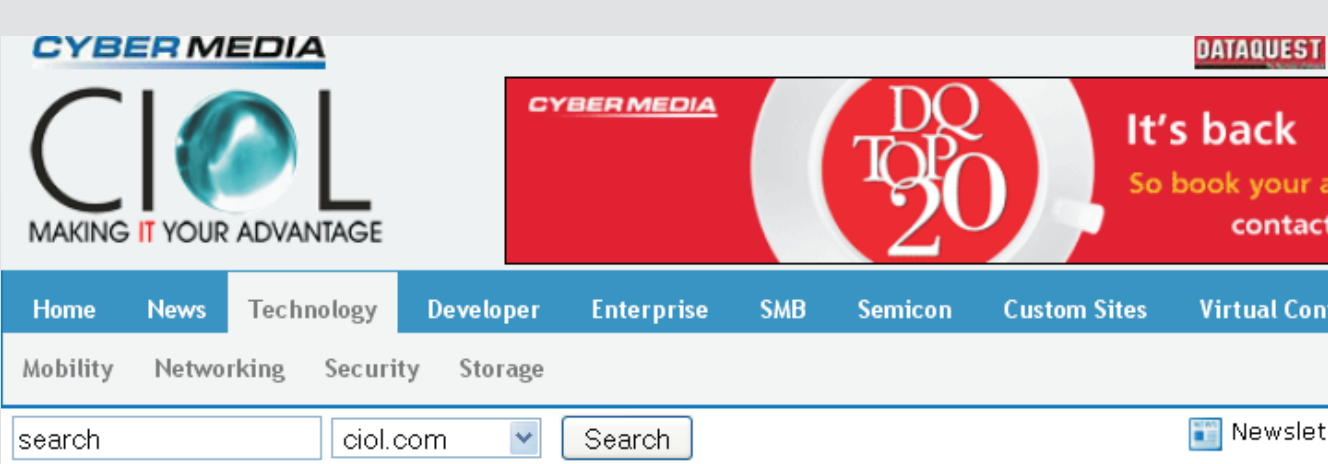 CYBER MEDIA
DATAQUEST
CIOL
MAKING IT YOUR ADVANTAGE
CYBER MEDIA
DQ
TOP
20
It's back
So book your a
contact
Home News Technology Developer Enterprise SMB Semicon Custom Sites Virtual Con
Mobility Networking Security Storage
search ciol.com Search Newslet